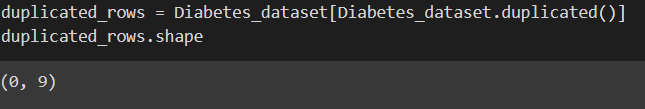 duplicated_rows = Diabetes_dataset[Diabetes_dataset.duplicated()]
duplicated_rows.shape
(0, 9)